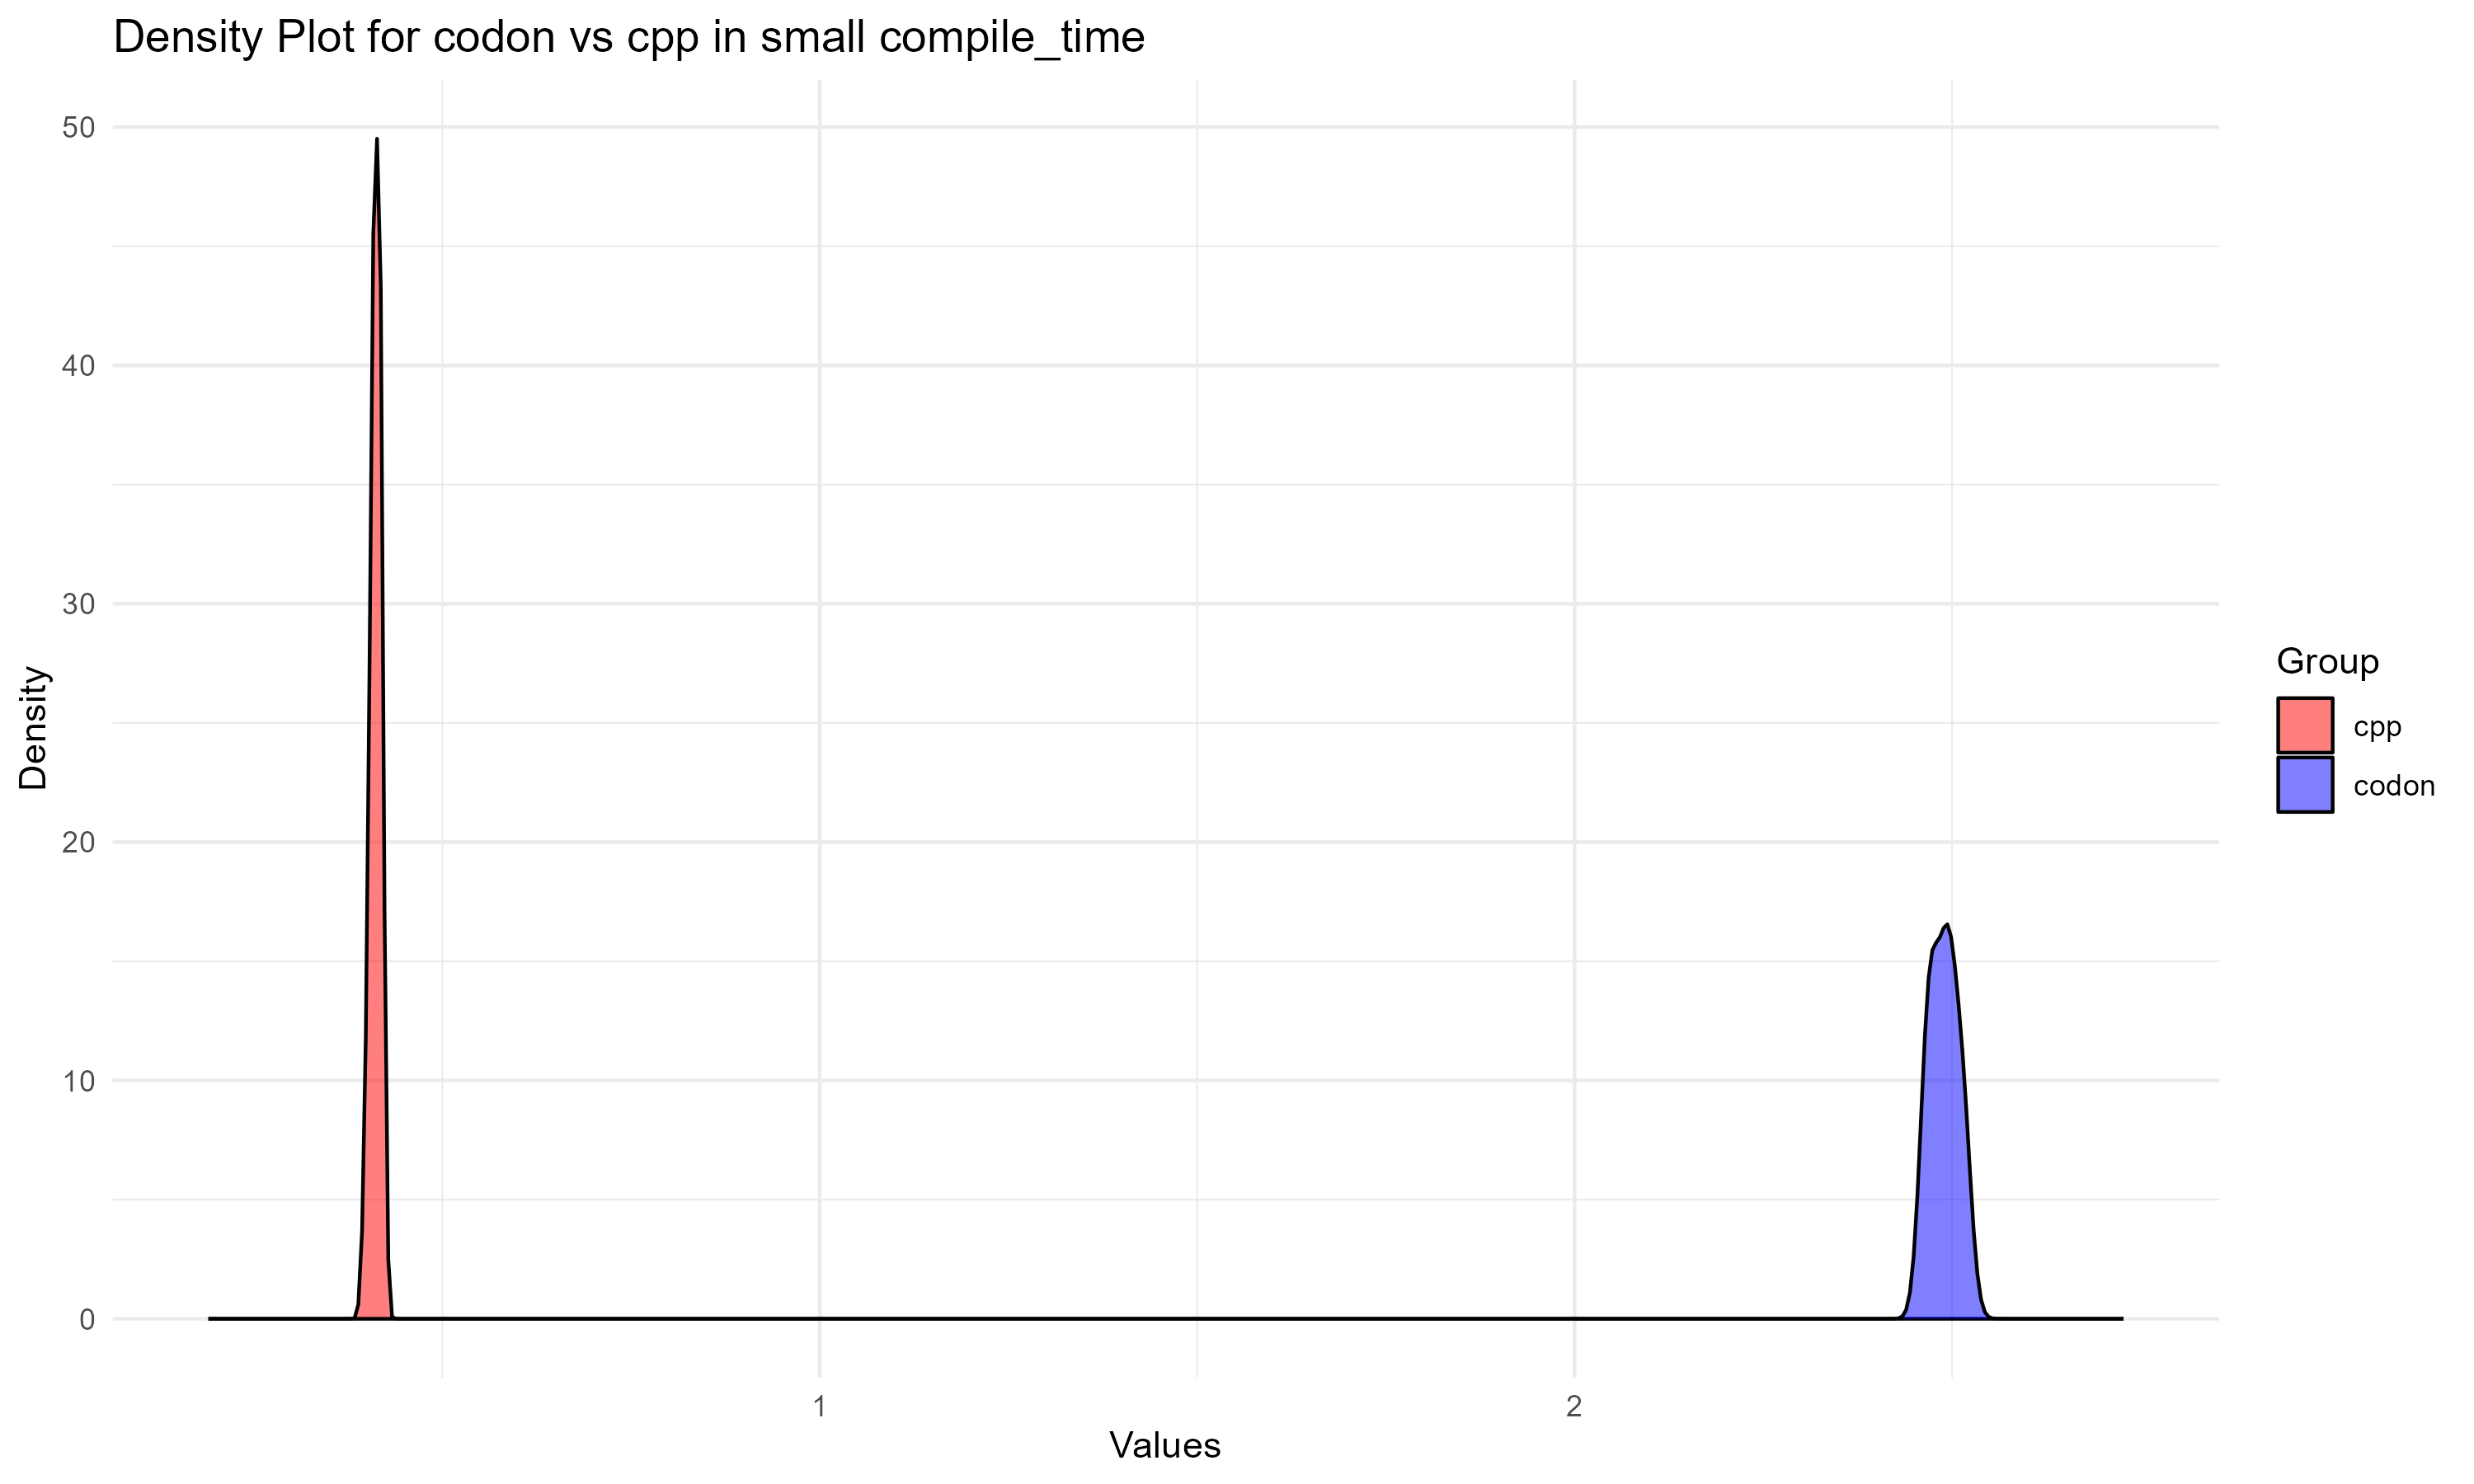 Density Plot for codon vs cpp in small compile_time
50
40
30
20
10
0
Density
1
2
Values
Group
cpp
codon